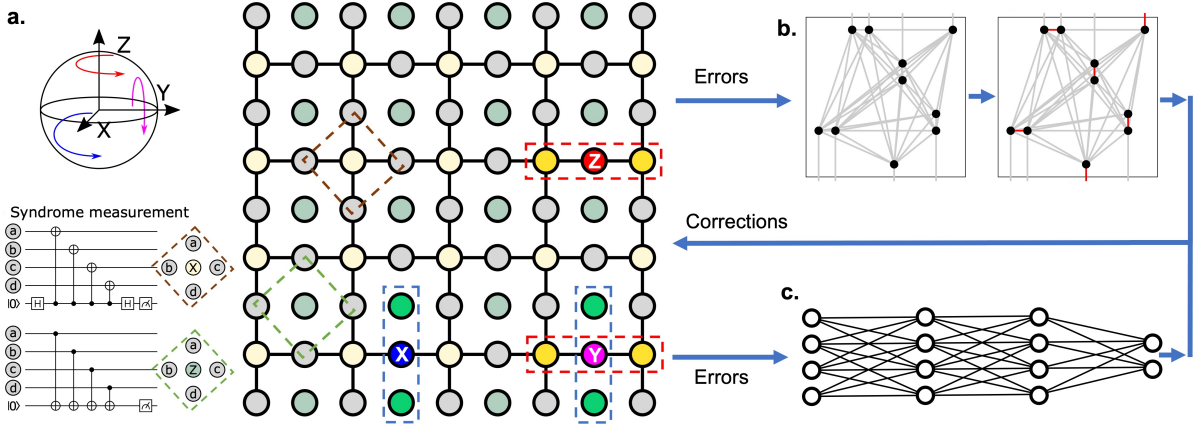 a.
Z
Y
X
Syndrome measurement
a
b
c
d
|0⟩ H H
a
b X c
d
a
b
c
d
|0⟩
a
b Z c
d
Z
X
Y
Errors
Corrections
Errors
b.
c.